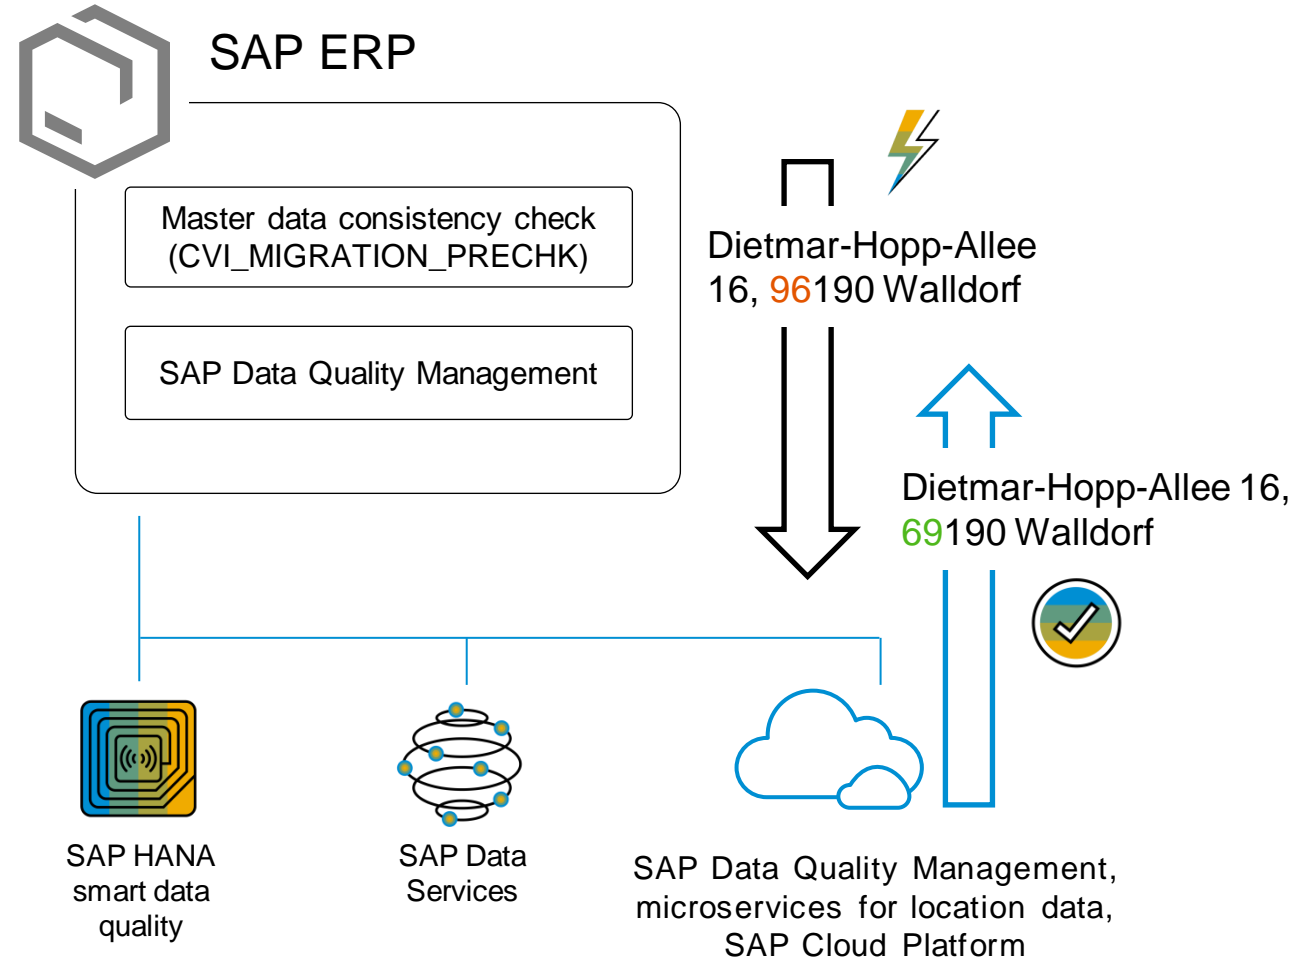 SAP ERP
Master data consistency check
(CVI_MIGRATION_PRECHK)
SAP Data Quality Management
Dietmar-Hopp-Allee
16, 96190 Walldorf
Dietmar-Hopp-Allee 16,
69190 Walldorf
SAP HANA
smart data
quality
SAP Data
Services
SAP Data Quality Management,
microservices for location data,
SAP Cloud Platform